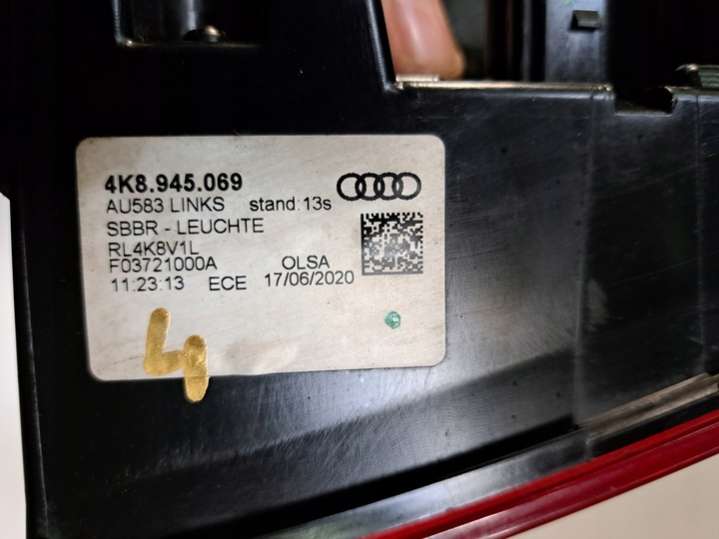 4K8.945.069
AU583 LINKS stand:13s
SBBR - LEUCHTE
RL4K8V1L
F03721000A OLSA
11:23:13 ECE 17/06/2020
4